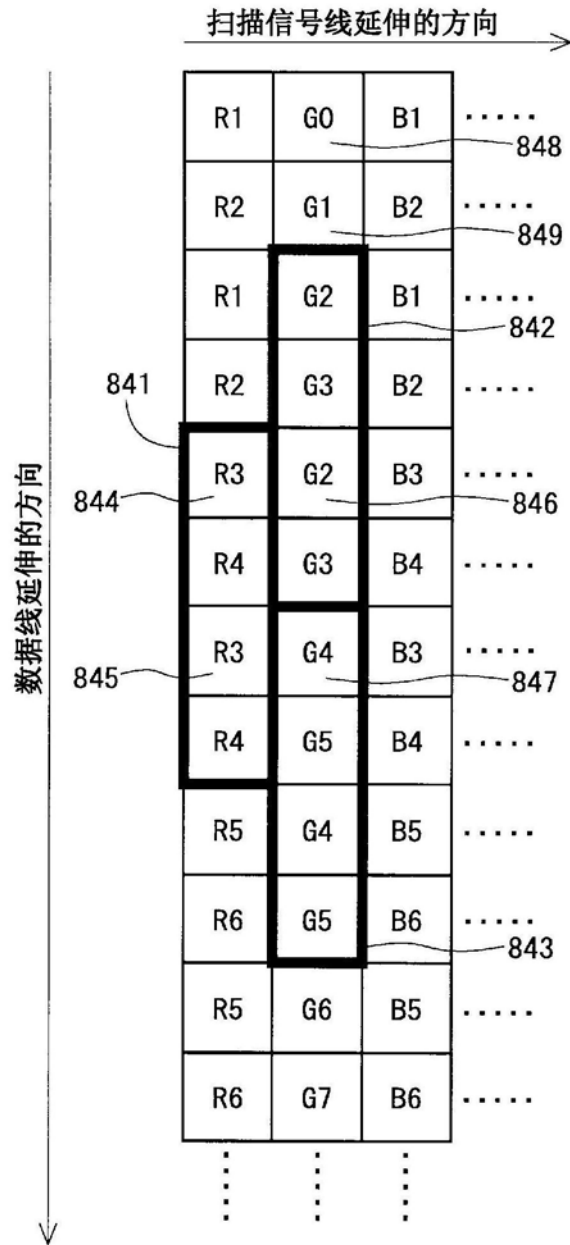 扫描信号线延伸的方向
数据线延伸的方向
R1 G0 B1 ·····
848
R2 G1 B2 ·····
849
R1 G2 B1 ·····
842
R2 G3 B2 ·····
841
R3 G2 B3 ·····
844 846
R4 G3 B4 ·····
R3 G4 B3 ·····
845 847
R4 G5 B4 ·····
R5 G4 B5 ·····
R6 G5 B6 ·····
843
R5 G6 B5 ·····
R6 G7 B6 ·····